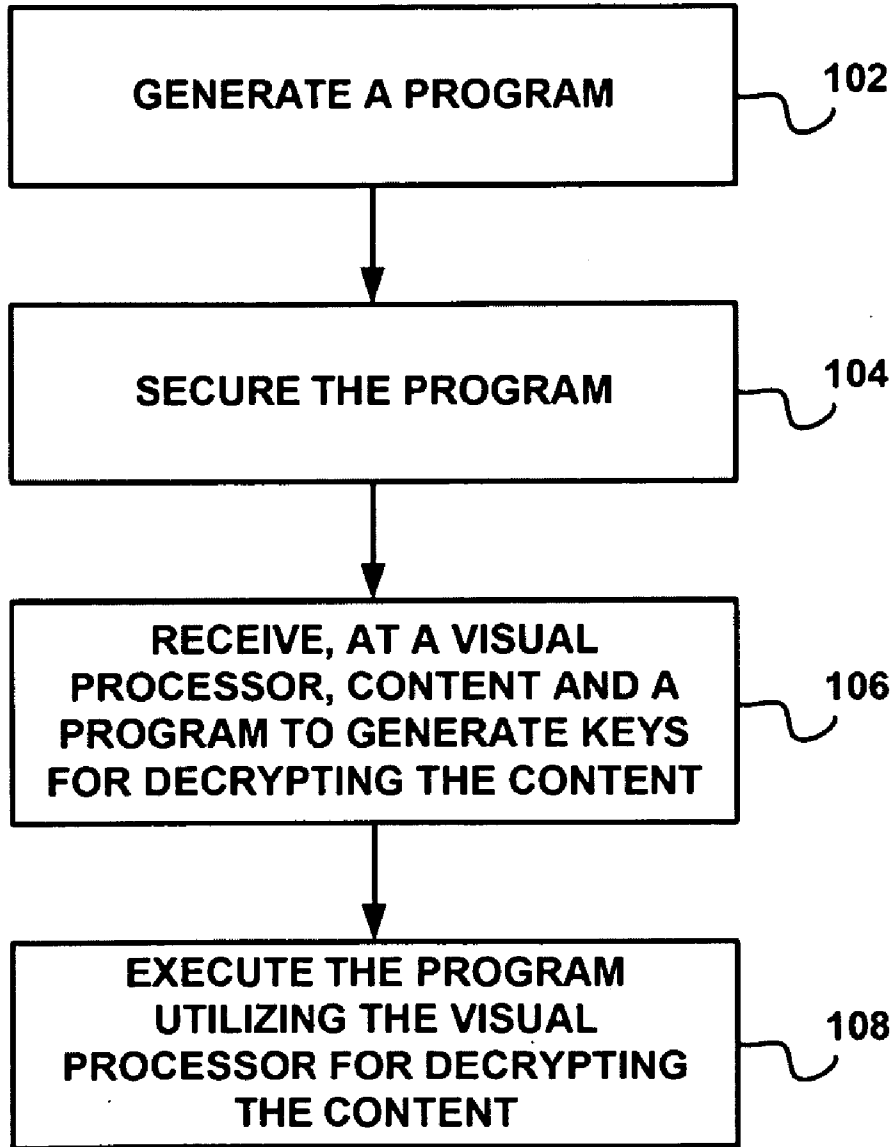 GENERATE A PROGRAM
102
SECURE THE PROGRAM
104
RECEIVE, AT A VISUAL
PROCESSOR, CONTENT AND A
PROGRAM TO GENERATE KEYS
FOR DECRYPTING THE CONTENT
106
EXECUTE THE PROGRAM
UTILIZING THE VISUAL
PROCESSOR FOR DECRYPTING
THE CONTENT
108